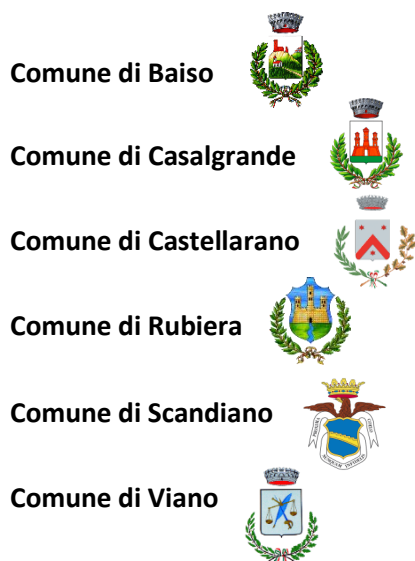 Comune di Baiso
Comune di Casalgrande
Comune di Castellarano
Comune di Rubiera
Comune di Scandiano
Comune di Viano